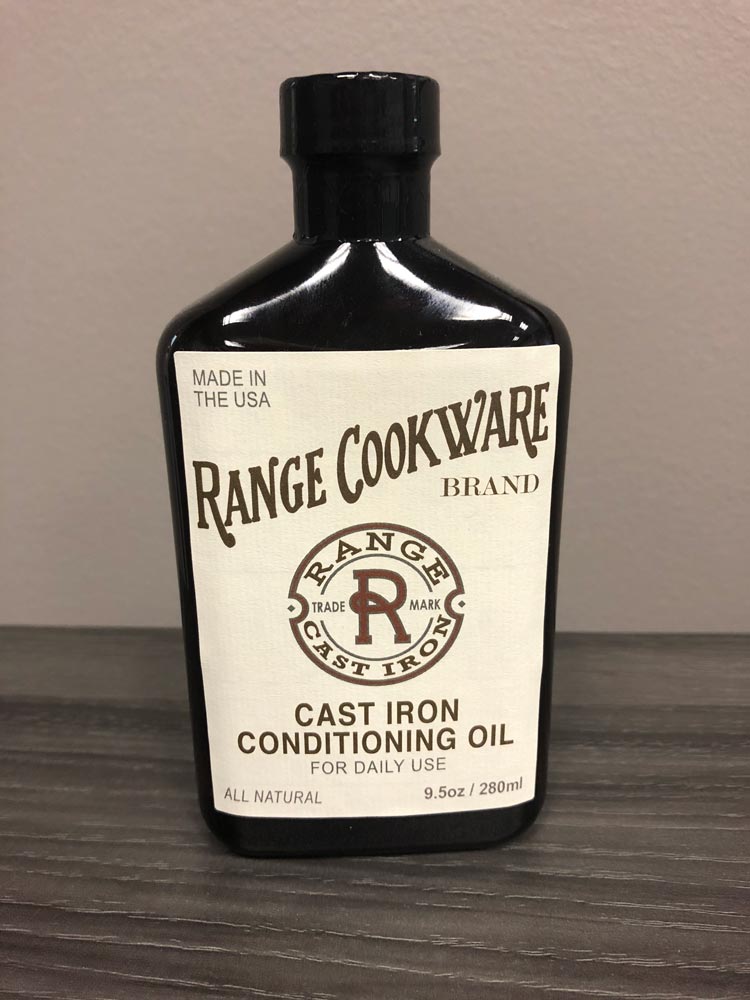 MADE IN
THE USA
RANGE COOKWARE
BRAND
RANGE
TRADE R MARK
CAST IRON
CAST IRON
CONDITIONING OIL
FOR DAILY USE
ALL NATURAL 9.5oz / 280ml